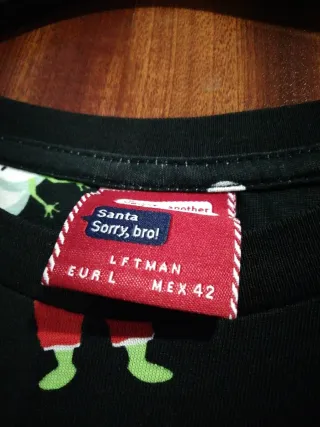 another
Santa
Sorry, bro!
LFTMAN
EUR L MEX 42